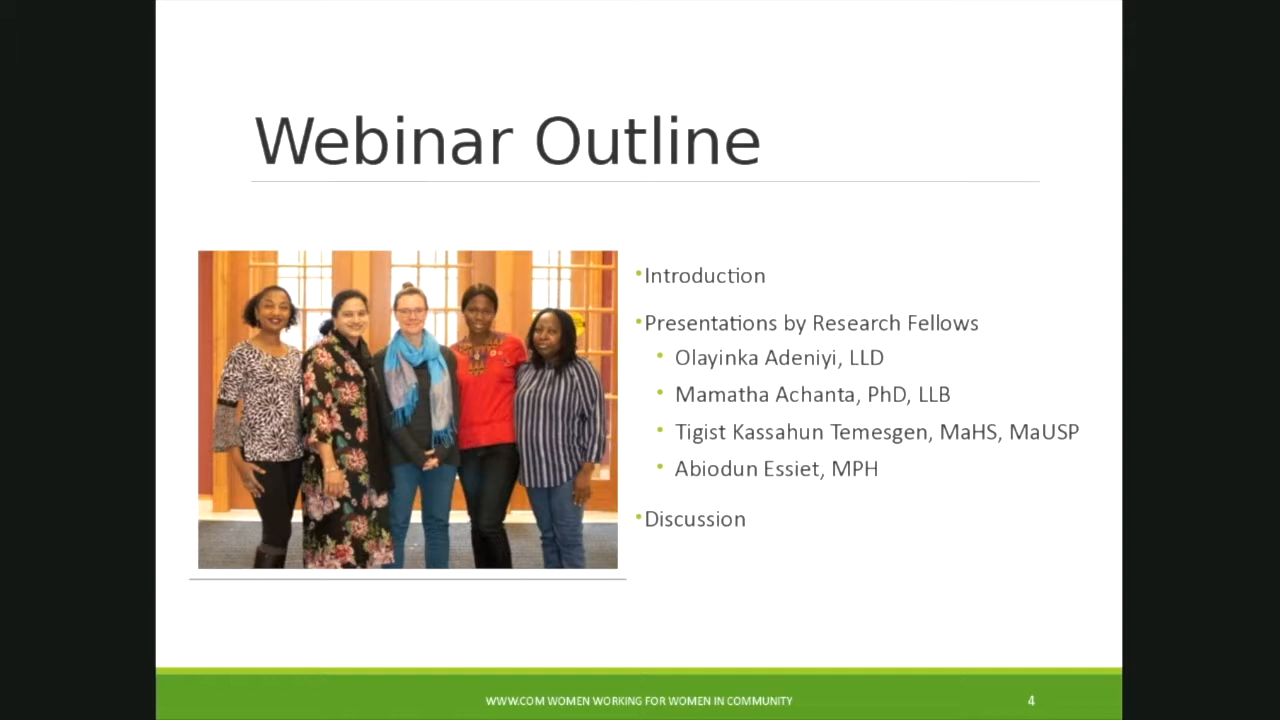 Webinar Outline
•Introduction
•Presentations by Research Fellows
• Olayinka Adeniyi, LLD
• Mamatha Achanta, PhD, LLB
• Tigist Kassahun Temesgen, MaHS, MaUSP
• Abiodun Essiet, MPH
•Discussion
WWW.COM WOMEN WORKING FOR WOMEN IN COMMUNITY
4